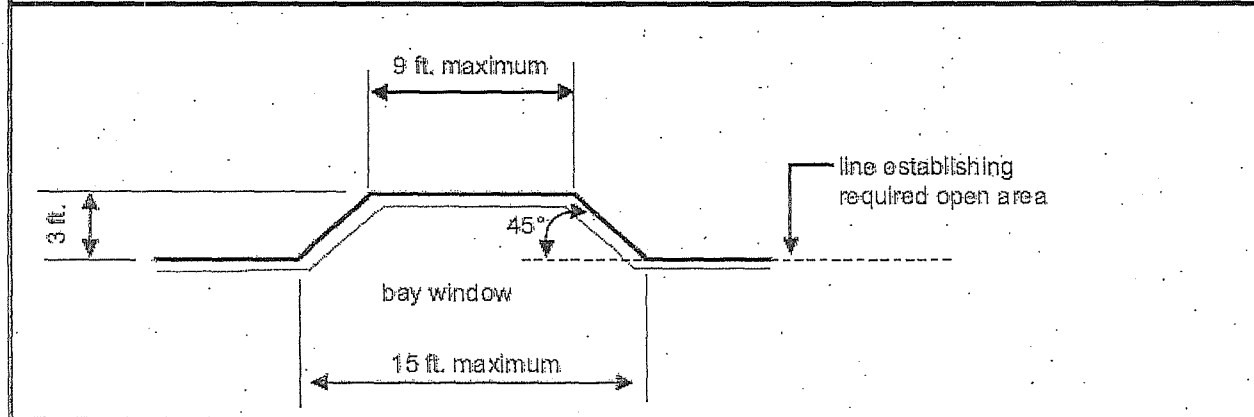 9 ft. maximum
line establishing
required open area
3 ft.
45°
bay window
15 ft. maximum